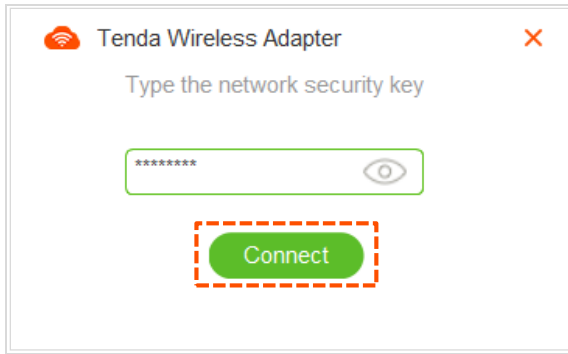 Tenda Wireless Adapter
Type the network security key
********
Connect